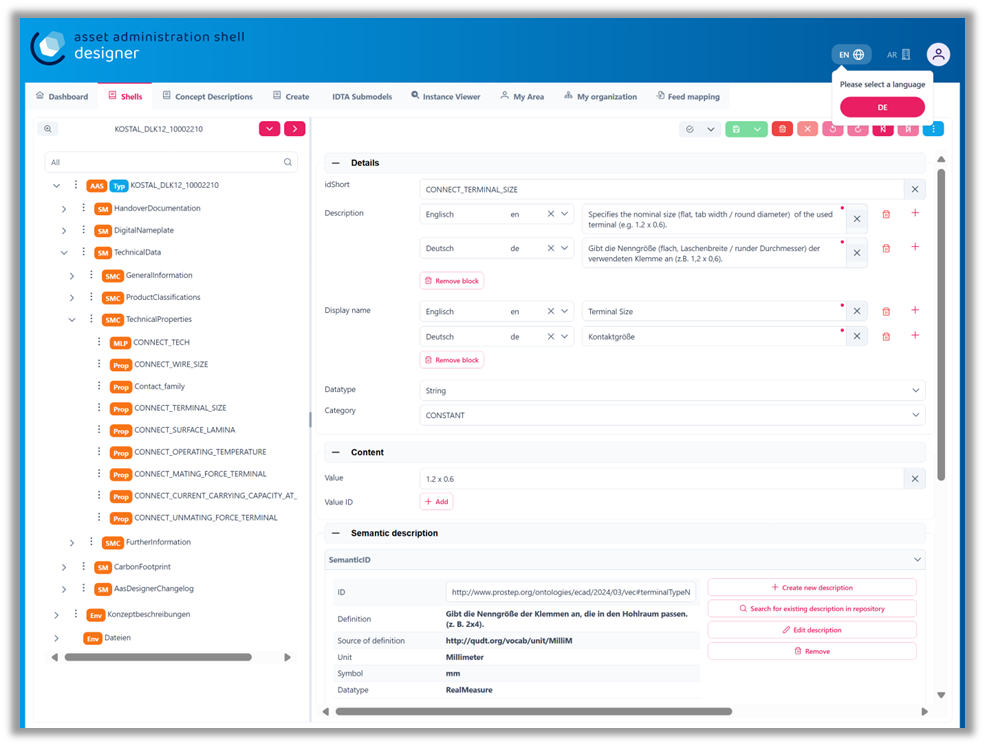 asset administration shell
designer
EN
AR
Please select a language
DE
Dashboard
Shells
Concept Descriptions
Create
IDTA Submodels
Instance Viewer
My Area
My organization
Feed mapping
KOSTAL_DLK12_10002210
All
AAS Typ KOSTAL_DLK12_10002210
SM HandoverDocumentation
SM DigitalNameplate
SM TechnicalData
SMC GeneralInformation
SMC ProductClassifications
SMC TechnicalProperties
MLP CONNECT_TECH
Prop CONNECT_WIRE_SIZE
Prop Contact_family
Prop CONNECT_TERMINAL_SIZE
Prop CONNECT_SURFACE_LAMINA
Prop CONNECT_OPERATING_TEMPERATURE
Prop CONNECT_MATING_FORCE_TERMINAL
Prop CONNECT_CURRENT_CARRYING_CAPACITY_AT_
Prop CONNECT_UNMATING_FORCE_TERMINAL
SMC FurtherInformation
SM CarbonFootprint
SM AasDesignerChangelog
Env Konzeptbeschreibungen
Env Dateien
Details
idShort
CONNECT_TERMINAL_SIZE
Description
Englisch en
Specifies the nominal size (flat, tab width / round diameter) of the used
terminal (e.g. 1.2 x 0.6).
Deutsch de
Gibt die Nenngröße (flach, Laschenbreite / runder Durchmesser) der
verwendeten Klemme an (z.B. 1,2 x 0,6).
Remove block
Display name
Englisch en
Terminal Size
Deutsch de
Kontaktgröße
Remove block
Datatype
String
Category
CONSTANT
Content
Value
1.2 x 0.6
Value ID
Add
Semantic description
SemanticID
ID
http://www.prostep.org/ontologies/ecad/2024/03/vec#terminalTypeN
Definition
Gibt die Nenngröße der Klemmen an, die in den Hohlraum passen.
(z. B. 2x4).
Source of definition
http://qudt.org/vocab/unit/MilliM
Unit
Millimeter
Symbol
mm
Datatype
RealMeasure
Create new description
Search for existing description in repository
Edit description
Remove